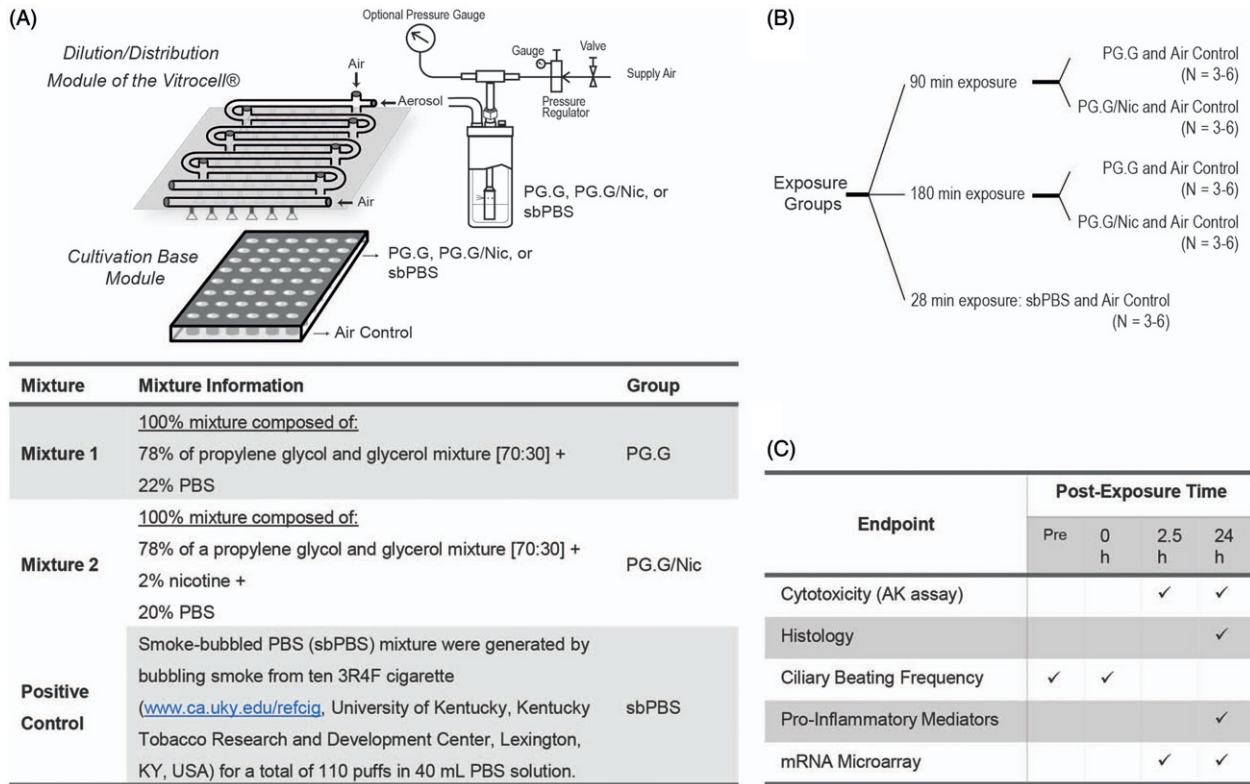 (A)
Optional Pressure Gauge
Dilution/Distribution
Module of the Vitrocell®
Air
Aerosol
Air
Gauge
Valve
Supply Air
Pressure
Regulator
PG.G, PG.G/Nic, or
sbPBS
Cultivation Base
Module
PG.G, PG.G/Nic, or
sbPBS
Air Control
Mixture Mixture Information Group
Mixture 1
100% mixture composed of:
78% of propylene glycol and glycerol mixture [70:30] +
22% PBS
PG.G
Mixture 2
100% mixture composed of:
78% of a propylene glycol and glycerol mixture [70:30] +
2% nicotine +
20% PBS
PG.G/Nic
Positive
Control
Smoke-bubbled PBS (sbPBS) mixture were generated by
bubbling smoke from ten 3R4F cigarette
(www.ca.uky.edu/refcig, University of Kentucky, Kentucky
Tobacco Research and Development Center, Lexington,
KY, USA) for a total of 110 puffs in 40 mL PBS solution.
sbPBS
(B)
Exposure
Groups
90 min exposure
PG.G and Air Control
(N = 3-6)
PG.G/Nic and Air Control
(N = 3-6)
180 min exposure
PG.G and Air Control
(N = 3-6)
PG.G/Nic and Air Control
(N = 3-6)
28 min exposure: sbPBS and Air Control
(N = 3-6)
(C)
Endpoint
Post-Exposure Time
Pre
0
h
2.5
h
24
h
Cytotoxicity (AK assay) ✓ ✓
Histology ✓
Ciliary Beating Frequency ✓ ✓
Pro-Inflammatory Mediators ✓
mRNA Microarray ✓ ✓